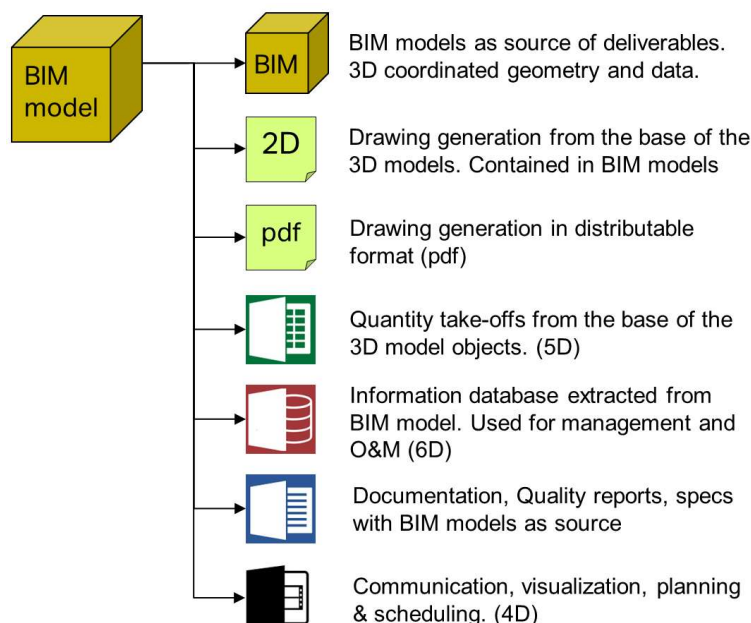 BIM
model
BIM
BIM models as source of deliverables.
3D coordinated geometry and data.
2D
Drawing generation from the base of the
3D models. Contained in BIM models
pdf
Drawing generation in distributable
format (pdf)
Quantity take-offs from the base of the
3D model objects. (5D)
Information database extracted from
BIM model. Used for management and
O&M (6D)
Documentation, Quality reports, specs
with BIM models as source
Communication, visualization, planning
& scheduling. (4D)